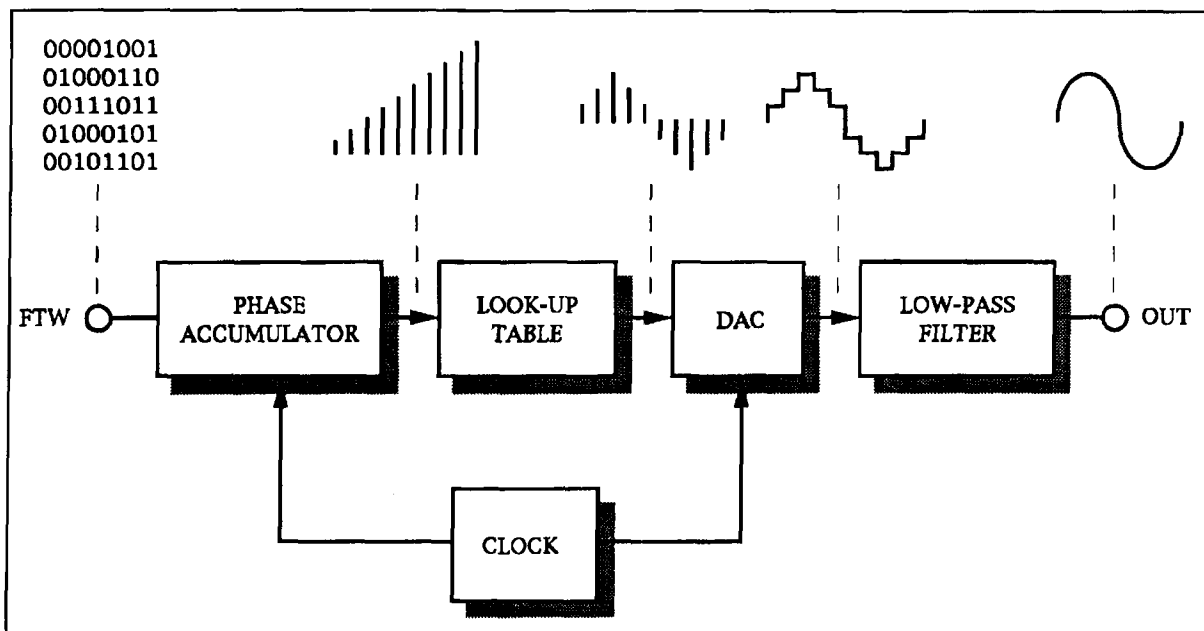 00001001
01000110
00111011
01000101
00101101
FTW
PHASE
ACCUMULATOR
LOOK-UP
TABLE
DAC
LOW-PASS
FILTER
OUT
CLOCK